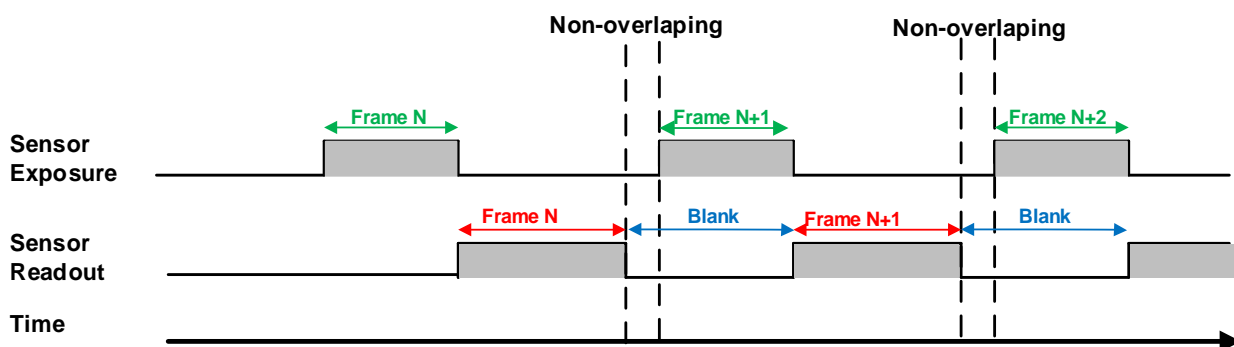 Non-overlaping
Non-overlaping
Frame N
Frame N+1
Frame N+2
Sensor
Exposure
Frame N
Blank
Frame N+1
Blank
Sensor
Readout
Time